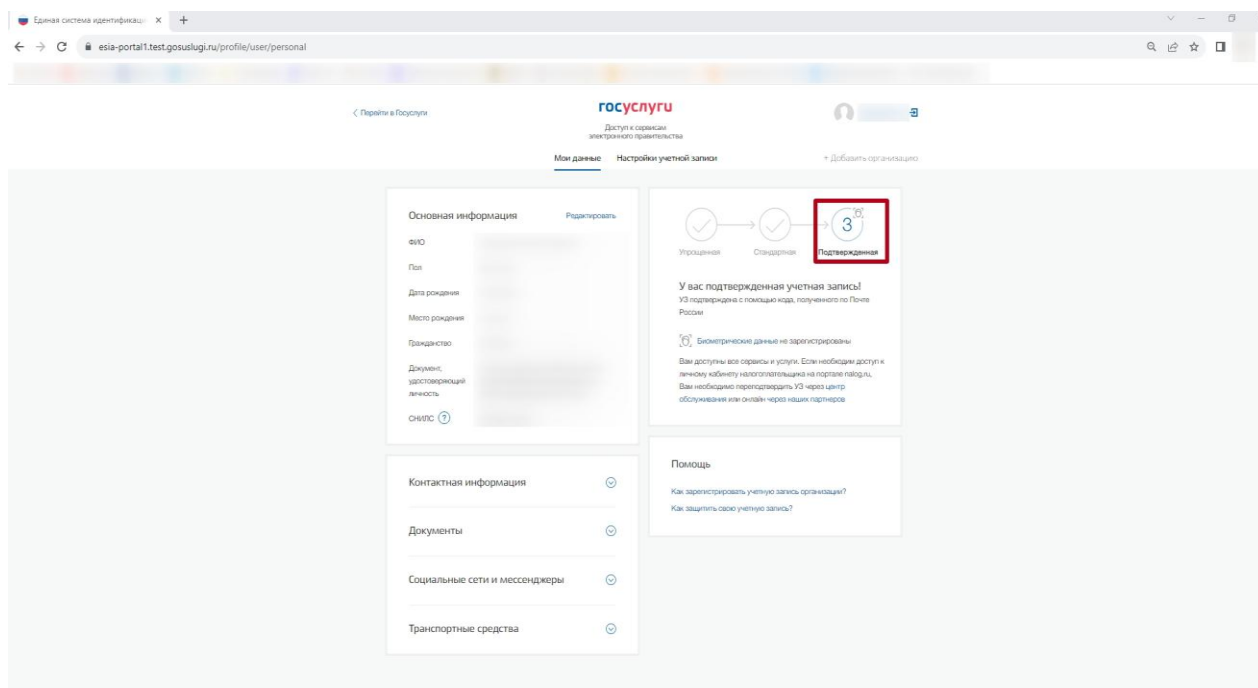 Единая система идентификаци
esia-portal1.test.gosuslugi.ru/profile/user/personal
Перейти в Госуслуги
госуслуги
Доступ к сервисам
электронного правительства
Мои данные
Настройки учетной записи
+ Добавить организацию
Основная информация
Редактировать
ФИО
Пол
Дата рождения
Место рождения
Гражданство
Документ,
удостоверяющий
личность
СНИЛС ?
Контактная информация
Документы
Социальные сети и мессенджеры
Транспортные средства
3
Упрощенная
Стандартная
Подтвержденная
У вас подтвержденная учетная запись!
УЗ подтверждена с помощью кода, полученного по Почте
России
Биометрические данные не зарегистрированы
Вам доступны все сервисы и услуги. Если необходим доступ к
личному кабинету налогоплательщика на портале nalog.ru,
Вам необходимо переподтвердить УЗ через центр
обслуживания или онлайн через наших партнеров
Помощь
Как зарегистрировать учетную запись организации?
Как защитить свою учетную запись?